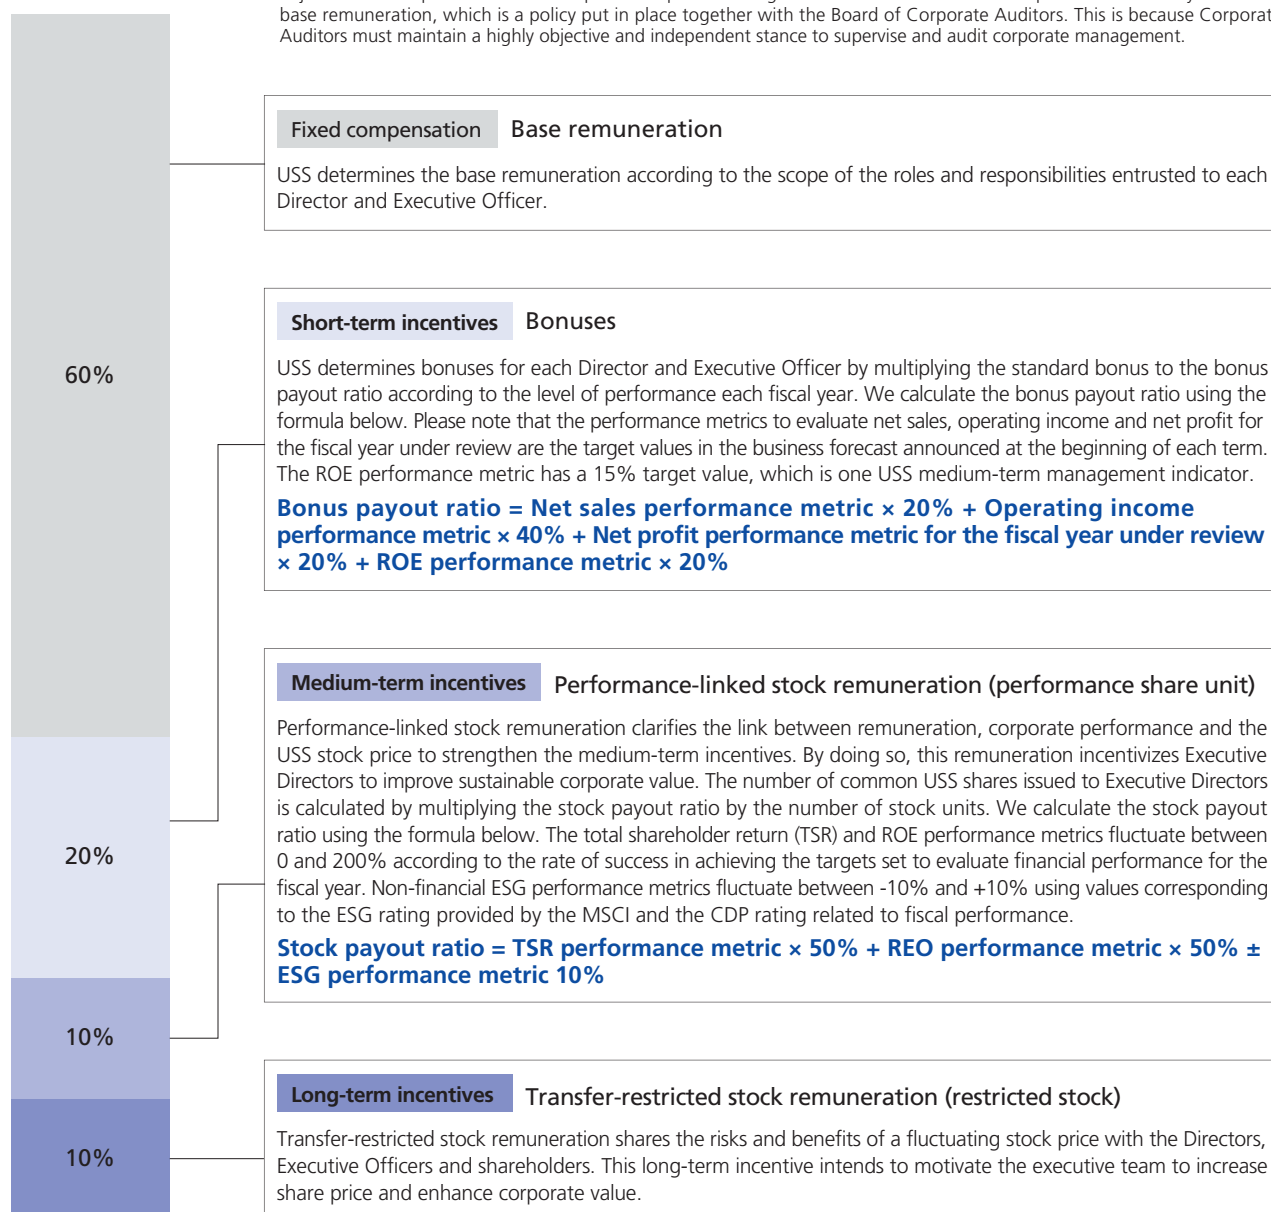 base remuneration, which is a policy put in place together with the Board of Corporate Auditors. This is because Corporat
Auditors must maintain a highly objective and independent stance to supervise and audit corporate management.
Fixed compensation Base remuneration
USS determines the base remuneration according to the scope of the roles and responsibilities entrusted to each
Director and Executive Officer.
Short-term incentives Bonuses
USS determines bonuses for each Director and Executive Officer by multiplying the standard bonus to the bonus
payout ratio according to the level of performance each fiscal year. We calculate the bonus payout ratio using the
formula below. Please note that the performance metrics to evaluate net sales, operating income and net profit for
the fiscal year under review are the target values in the business forecast announced at the beginning of each term.
The ROE performance metric has a 15% target value, which is one USS medium-term management indicator.
Bonus payout ratio = Net sales performance metric × 20% + Operating income
performance metric × 40% + Net profit performance metric for the fiscal year under review
× 20% + ROE performance metric × 20%
Medium-term incentives Performance-linked stock remuneration (performance share unit)
Performance-linked stock remuneration clarifies the link between remuneration, corporate performance and the
USS stock price to strengthen the medium-term incentives. By doing so, this remuneration incentivizes Executive
Directors to improve sustainable corporate value. The number of common USS shares issued to Executive Directors
is calculated by multiplying the stock payout ratio by the number of stock units. We calculate the stock payout
ratio using the formula below. The total shareholder return (TSR) and ROE performance metrics fluctuate between
0 and 200% according to the rate of success in achieving the targets set to evaluate financial performance for the
fiscal year. Non-financial ESG performance metrics fluctuate between -10% and +10% using values corresponding
to the ESG rating provided by the MSCI and the CDP rating related to fiscal performance.
Stock payout ratio = TSR performance metric × 50% + REO performance metric × 50% ±
ESG performance metric 10%
Long-term incentives Transfer-restricted stock remuneration (restricted stock)
Transfer-restricted stock remuneration shares the risks and benefits of a fluctuating stock price with the Directors,
Executive Officers and shareholders. This long-term incentive intends to motivate the executive team to increase
share price and enhance corporate value.
60%
20%
10%
10%